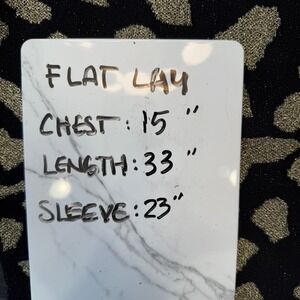 FLAT LAY
CHEST: 15"
LENGTH: 33"
SLEEVE: 23"